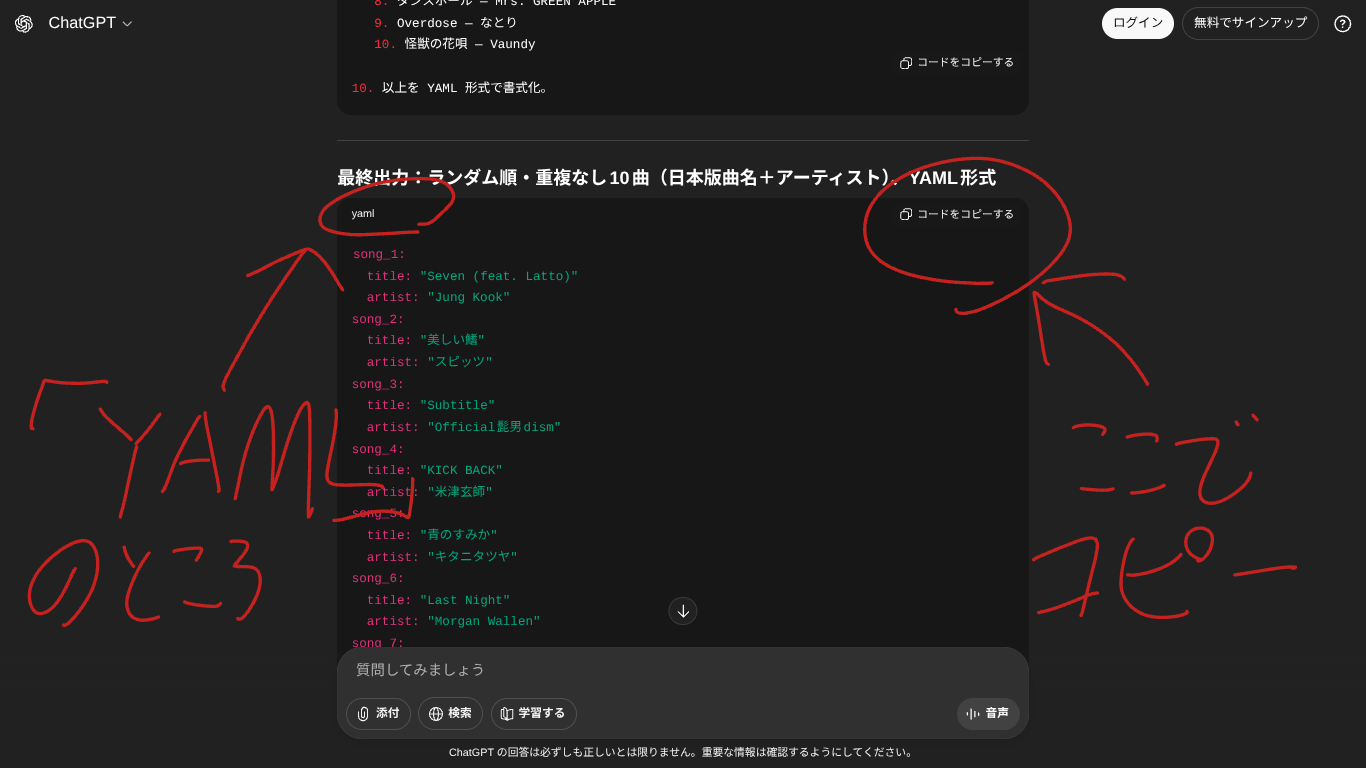 ChatGPT
ログイン
無料でサインアップ
8. ダンスホール — Mrs. GREEN APPLE
9. Overdose — なとり
10. 怪獣の花唄 — Vaundy
コードをコピーする
10. 以上を YAML 形式で書式化。
最終出力：ランダム順・重複なし10曲（日本版曲名＋アーティスト）、YAML形式
yaml
コードをコピーする
song_1:
title: "Seven (feat. Latto)"
artist: "Jung Kook"
song_2:
title: "美しい鰭"
artist: "スピッツ"
song_3:
title: "Subtitle"
artist: "Official髭男dism"
song_4:
title: "KICK BACK"
artist: "米津玄師"
song_5:
title: "青のすみか"
artist: "キタニタツヤ"
song_6:
title: "Last Night"
artist: "Morgan Wallen"
song_7:
「YAML」
のところ
ここで
コピー
質問してみましょう
添付
検索
学習する
音声
ChatGPT の回答は必ずしも正しいとは限りません。重要な情報は確認するようにしてください。